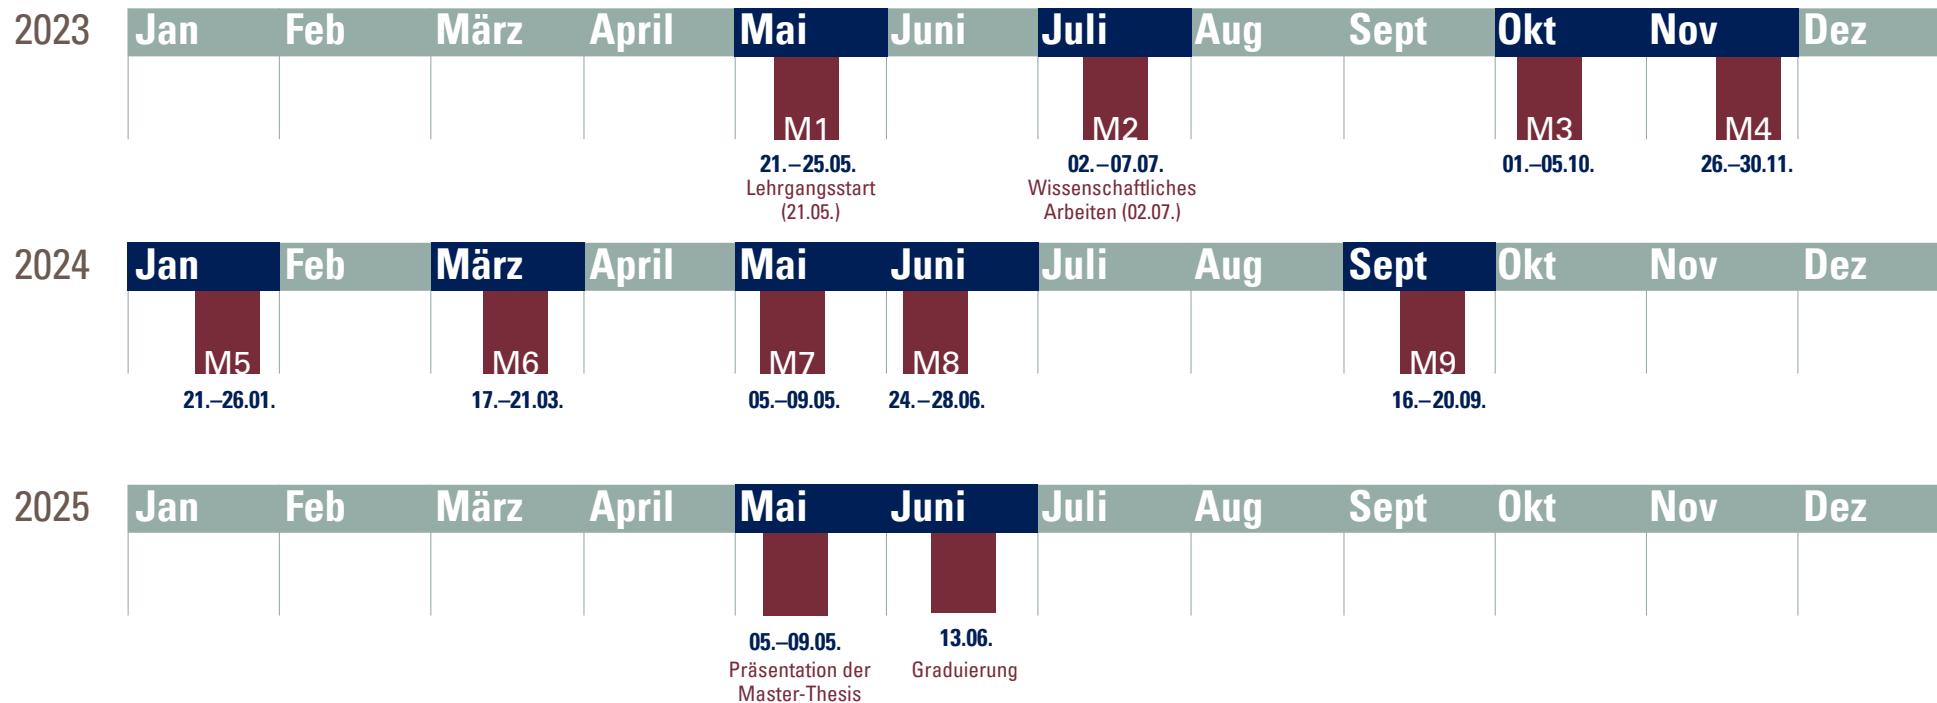 2023 Jan Feb März April Mai Juni Juli Aug Sept Okt Nov Dez
M1 M2 M3 M4
21.–25.05. 02.–07.07. 01.–05.10. 26.–30.11.
Lehrgangsstart Wissenschaftliches
(21.05.) Arbeiten (02.07.)
2024 Jan Feb März April Mai Juni Juli Aug Sept Okt Nov Dez
M5 M6 M7 M8 M9
21.–26.01. 17.–21.03. 05.–09.05. 24.–28.06. 16.–20.09.
2025 Jan Feb März April Mai Juni Juli Aug Sept Okt Nov Dez
05.–09.05. 13.06.
Präsentation der Graduierung
Master-Thesis